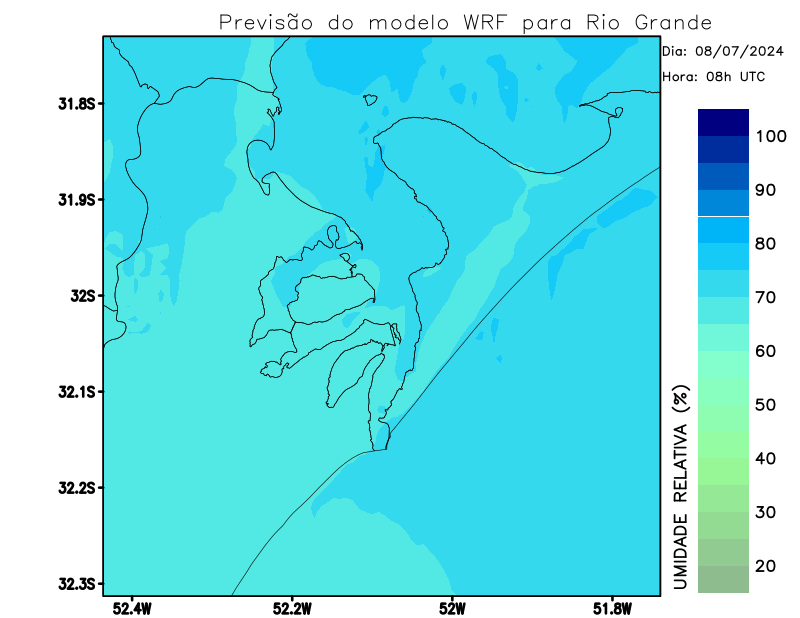 Previsão do modelo WRF para Rio Grande
Dia: 08/07/2024
Hora: 08h UTC
31.8S
31.9S
32S
32.1S
32.2S
32.3S
52.4W
52.2W
52W
51.8W
100
90
80
70
60
50
40
30
20
UMIDADE RELATIVA (%)